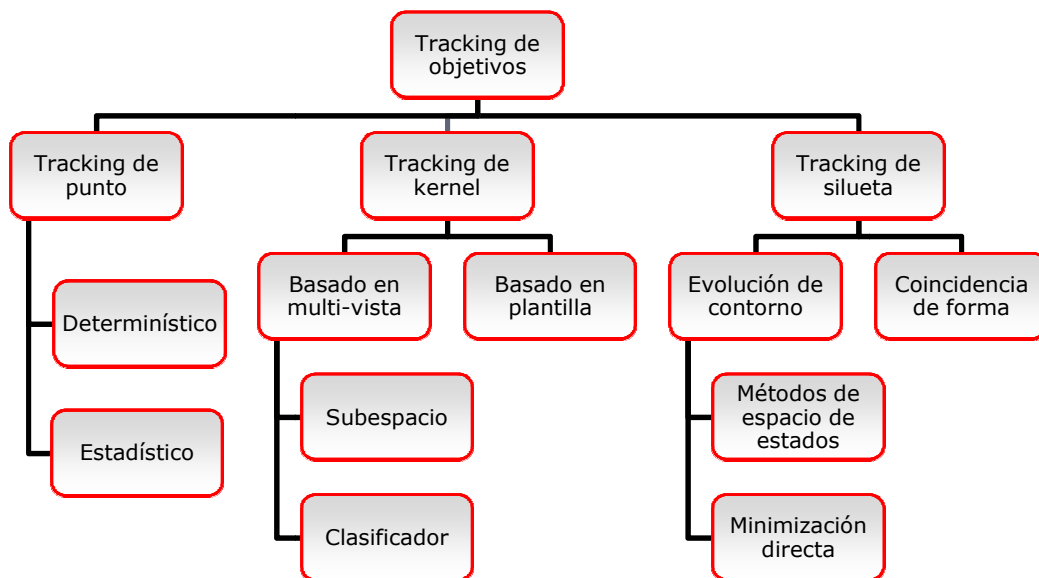 Tracking de
objetivos
Tracking de
punto
Tracking de
kernel
Tracking de
silueta
Basado en
multi-vista
Basado en
plantilla
Evolución de
contorno
Coincidencia
de forma
Determinístico
Subespacio
Métodos de
espacio de
estados
Estadístico
Clasificador
Minimización
directa